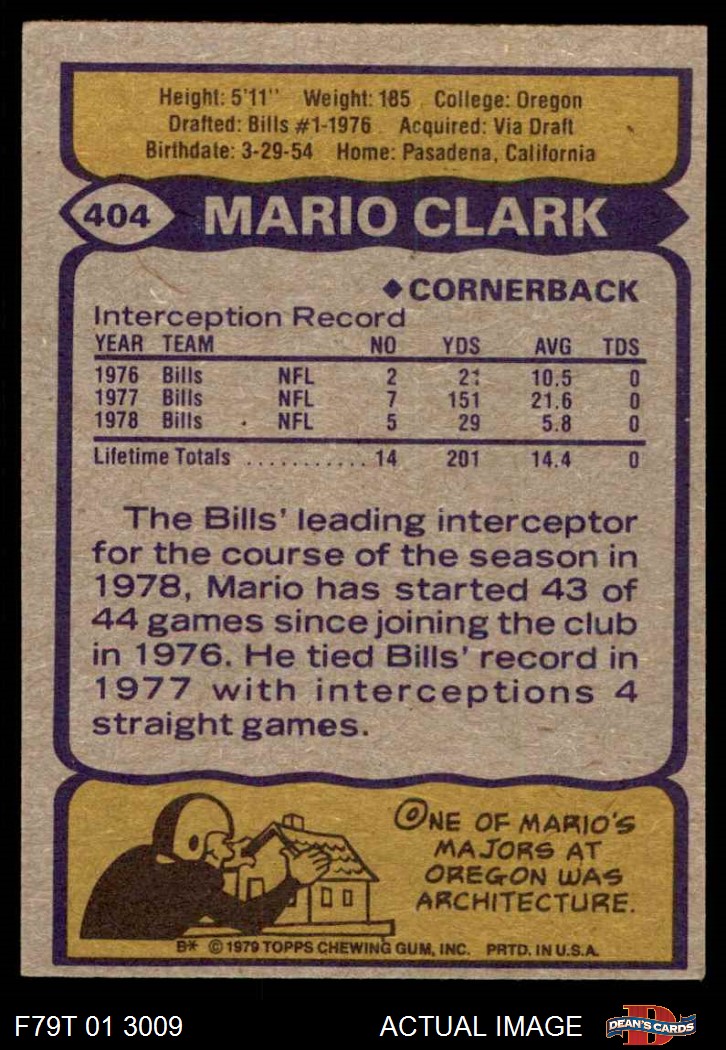 Height: 5'11" Weight: 185 College: Oregon
Drafted: Bills #1-1976 Acquired: Via Draft
Birthdate: 3-29-54 Home: Pasadena, California
404 MARIO CLARK
◆CORNERBACK
Interception Record
YEAR TEAM NO YDS AVG TDS
1976 Bills NFL 2 21 10.5 0
1977 Bills NFL 7 151 21.6 0
1978 Bills NFL 5 29 5.8 0
Lifetime Totals ........... 14 201 14.4 0
The Bills' leading interceptor
for the course of the season in
1978, Mario has started 43 of
44 games since joining the club
in 1976. He tied Bills' record in
1977 with interceptions 4
straight games.
ONE OF MARIO'S
MAJORS AT
OREGON WAS
ARCHITECTURE.
B* © 1979 TOPPS CHEWING GUM, INC. PRTD. IN U.S.A.
F79T 01 3009 ACTUAL IMAGE D DEAN'S CARDS